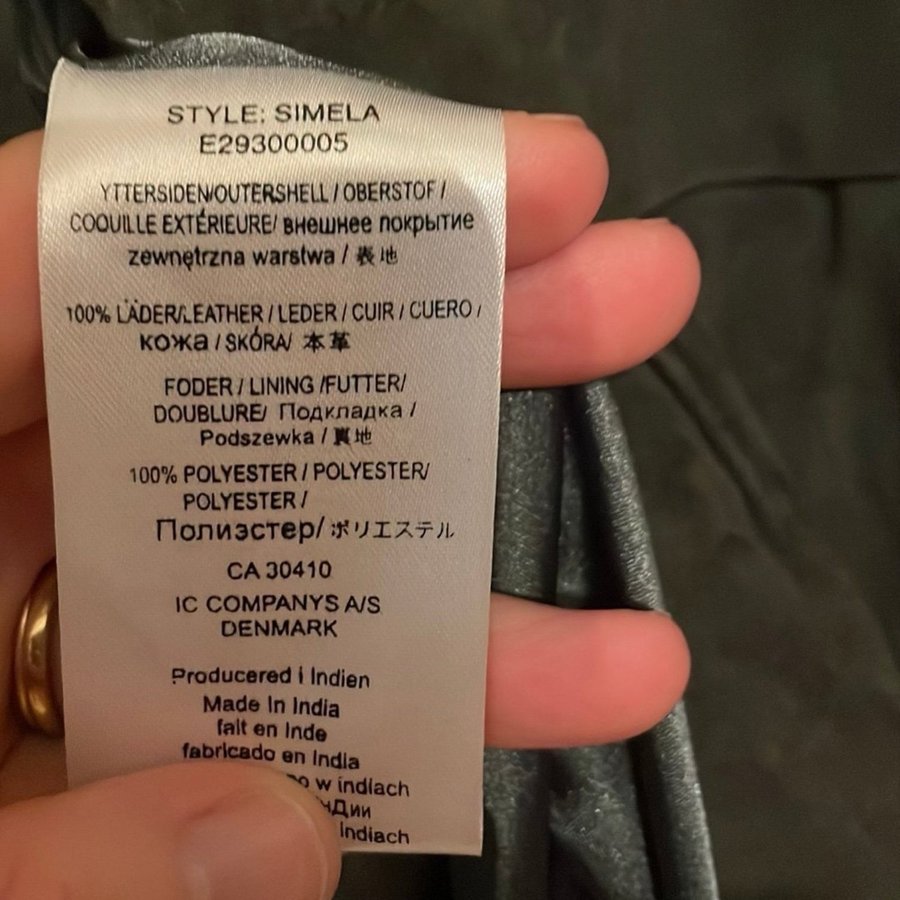 STYLE: SIMELA
E29300005
YTTERSIDEN/OUTERSHELL / OBERSTOF /
COQUILLE EXTÉRIEURE/ внешнее покрытие
zewnętrzna warstwa / 表地
100% LÄDER/LEATHER / LEDER / CUIR / CUERO /
кожа / SKÓRA/ 本革
FODER / LINING /FUTTER/
DOUBLURE/ Подкладка /
Podszewka / 裏地
100% POLYESTER / POLYESTER/
POLYESTER /
Полиэстер/ ポリエステル
CA 30410
IC COMPANYS A/S
DENMARK
Producered i Indien
Made In India
fait en Inde
fabricado en India
w indiach
Indiach